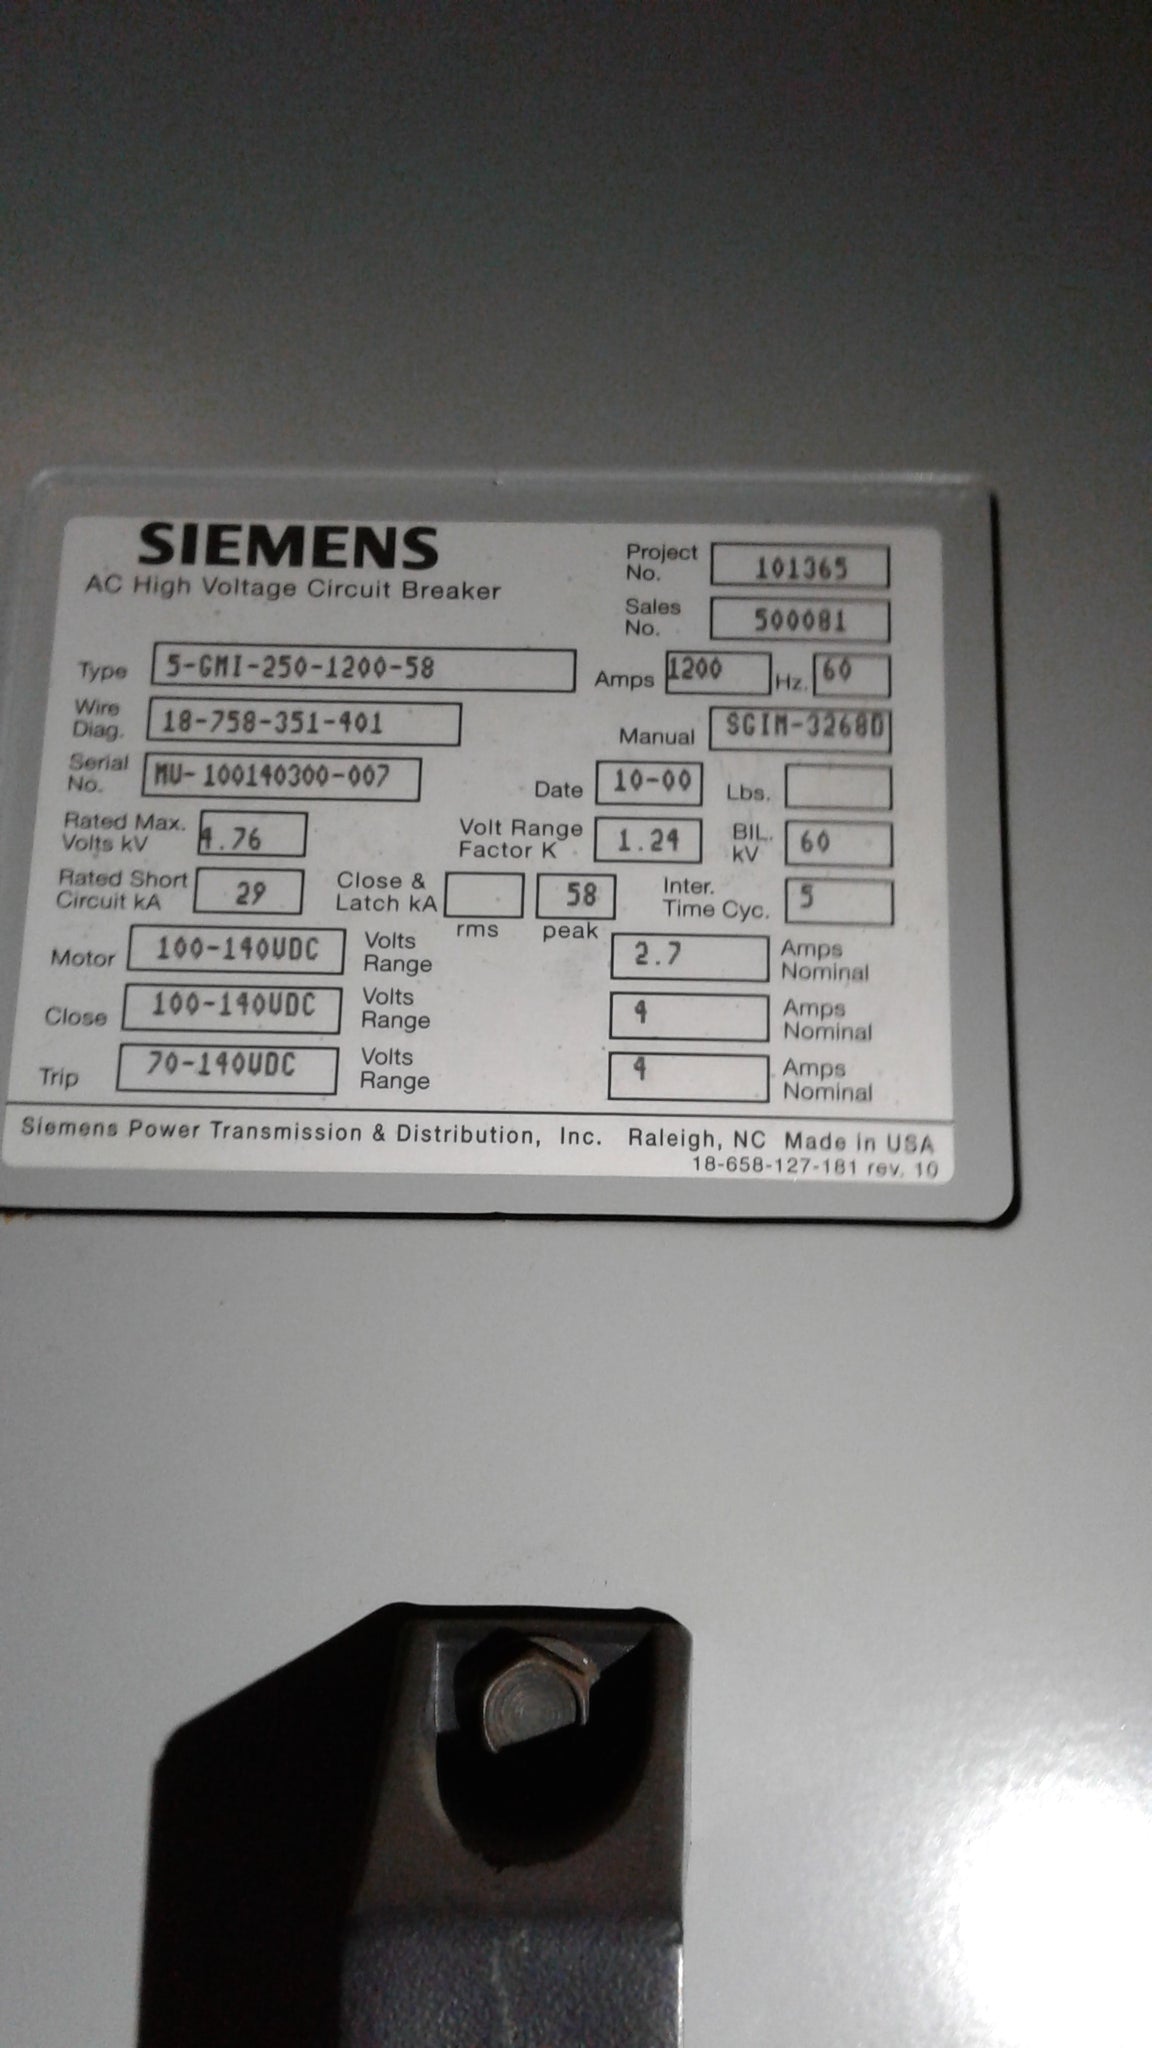 SIEMENS
AC High Voltage Circuit Breaker
Project No. 101365
Sales No. 500081
Type 5-GMI-250-1200-58 Amps 1200 Hz. 60
Wire Diag. 18-758-351-401 Manual SGIM-3268D
Serial No. MU-100140300-007 Date 10-00 Lbs.
Rated Max. Volts kV 4.76 Volt Range Factor K 1.24 BIL. kV 60
Rated Short Circuit kA 29 Close & Latch kA rms 58 peak Inter. Time Cyc. 5
Motor 100-140VDC Volts Range 2.7 Amps Nominal
Close 100-140VDC Volts Range 4 Amps Nominal
Trip 70-140VDC Volts Range 4 Amps Nominal
Siemens Power Transmission & Distribution, Inc. Raleigh, NC Made in USA
18-658-127-181 rev. 10